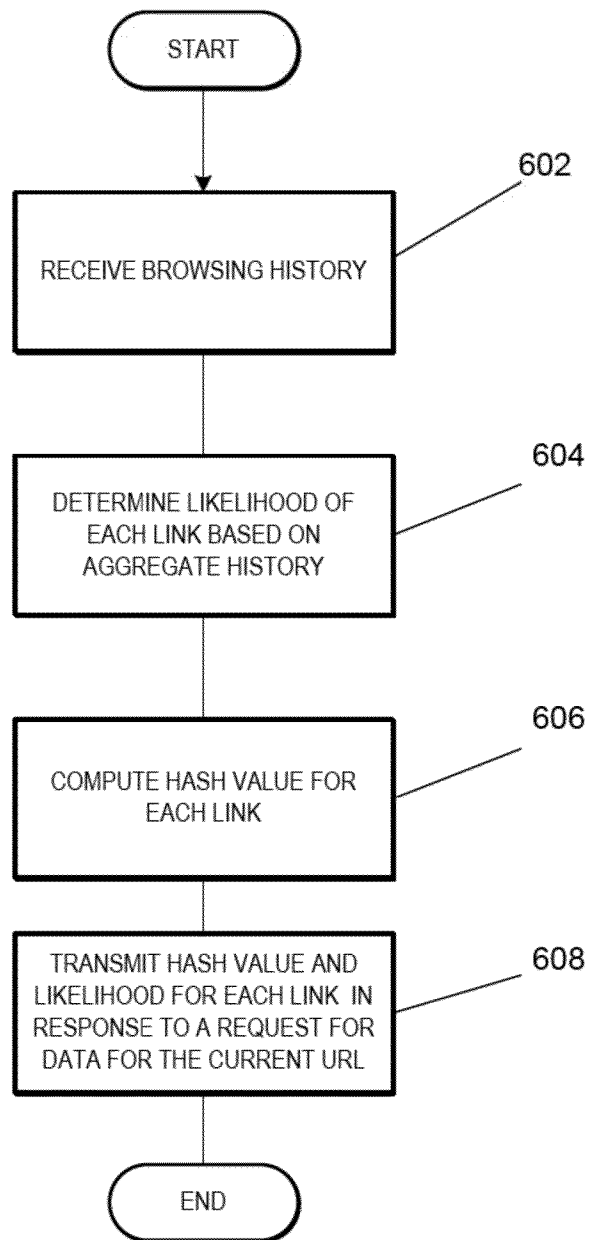 START
602
RECEIVE BROWSING HISTORY
604
DETERMINE LIKELIHOOD OF
EACH LINK BASED ON
AGGREGATE HISTORY
606
COMPUTE HASH VALUE FOR
EACH LINK
608
TRANSMIT HASH VALUE AND
LIKELIHOOD FOR EACH LINK IN
RESPONSE TO A REQUEST FOR
DATA FOR THE CURRENT URL
END